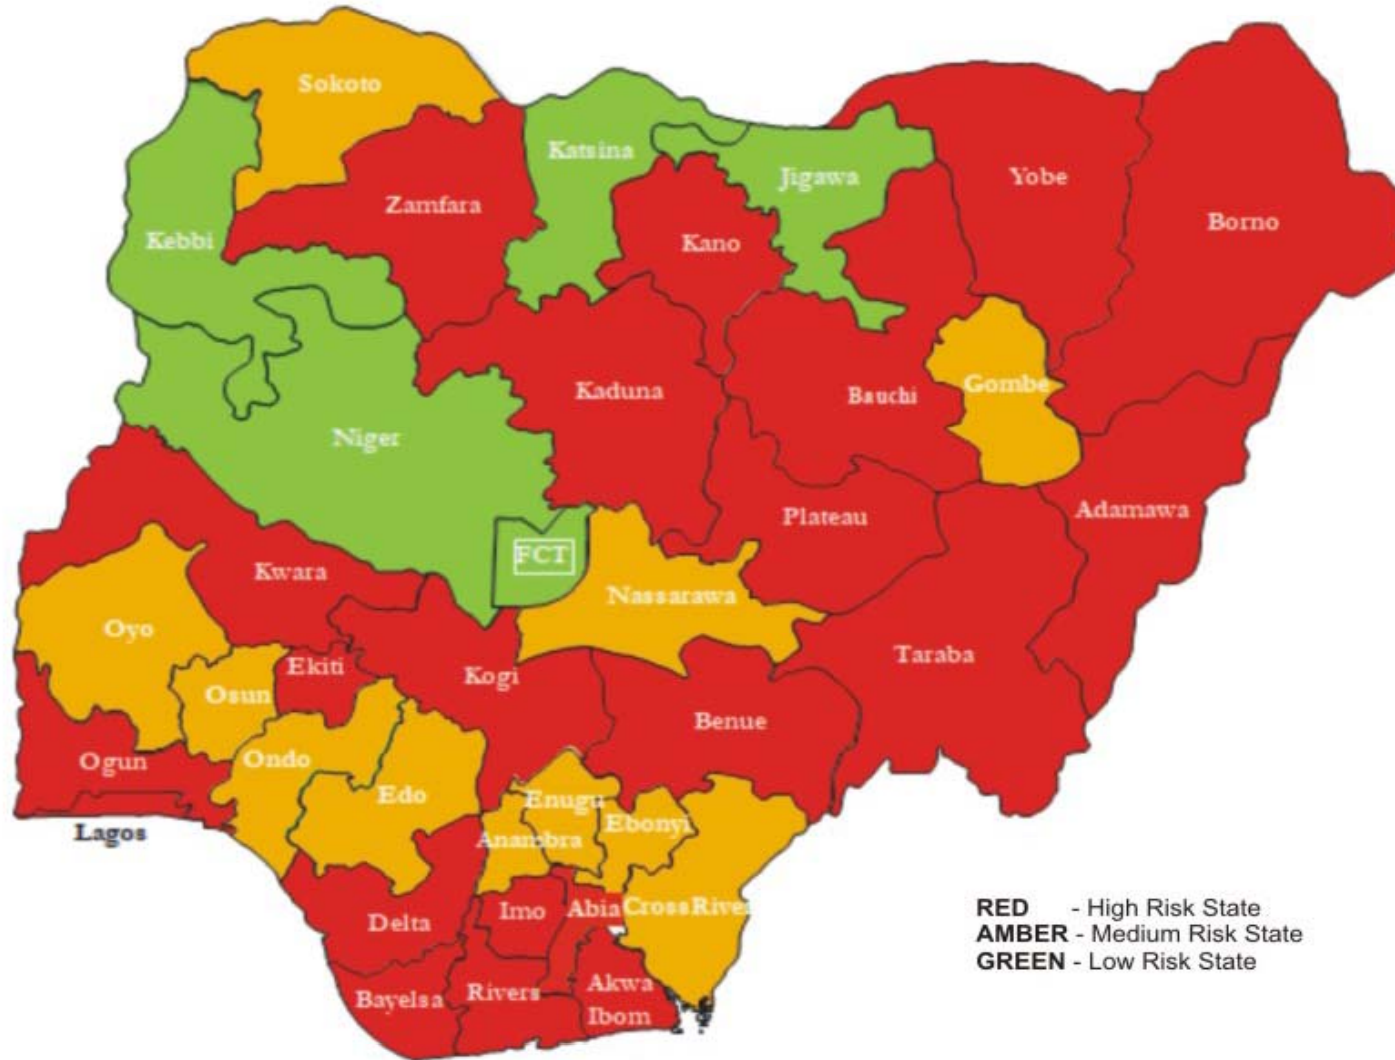 Sokoto
Katsina
Jigawa
Yobe
Zamfara
Borno
Kebbi
Kano
Gombe
Kaduna
Bauchi
Niger
Adamawa
Plateau
FCT
Kwara
Nassarawa
Oyo
Taraba
Ekiti
Kogi
Osun
Benue
Ogun
Ondo
Edo
Enugu
Ebonyi
Lagos
Anambra
Imo
Abia
CrossRiver
Delta
Akwa
Ibom
Rivers
Bayelsa
RED - High Risk State
AMBER - Medium Risk State
GREEN - Low Risk State